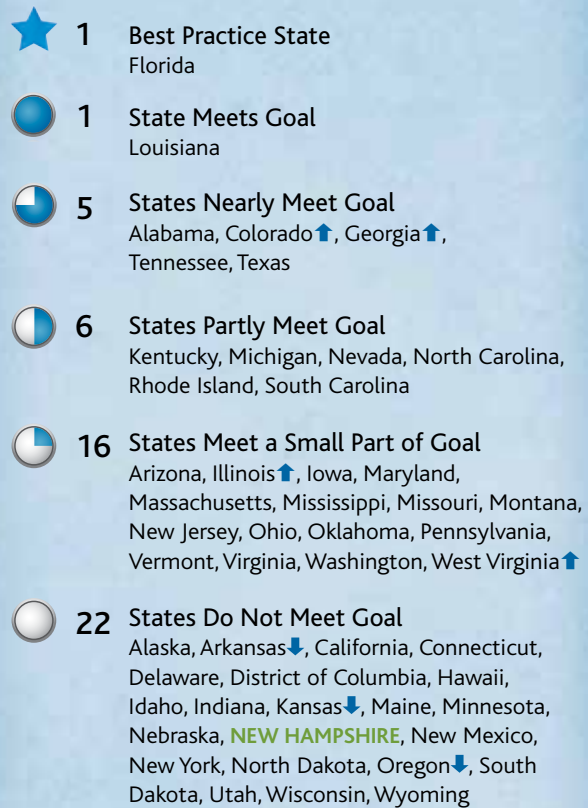 1 Best Practice State
Florida
1 State Meets Goal
Louisiana
5 States Nearly Meet Goal
Alabama, Colorado⬆, Georgia⬆,
Tennessee, Texas
6 States Partly Meet Goal
Kentucky, Michigan, Nevada, North Carolina,
Rhode Island, South Carolina
16 States Meet a Small Part of Goal
Arizona, Illinois⬆, Iowa, Maryland,
Massachusetts, Mississippi, Missouri, Montana,
New Jersey, Ohio, Oklahoma, Pennsylvania,
Vermont, Virginia, Washington, West Virginia⬆
22 States Do Not Meet Goal
Alaska, Arkansas⬇, California, Connecticut,
Delaware, District of Columbia, Hawaii,
Idaho, Indiana, Kansas⬇, Maine, Minnesota,
Nebraska, NEW HAMPSHIRE, New Mexico,
New York, North Dakota, Oregon⬇, South
Dakota, Utah, Wisconsin, Wyoming